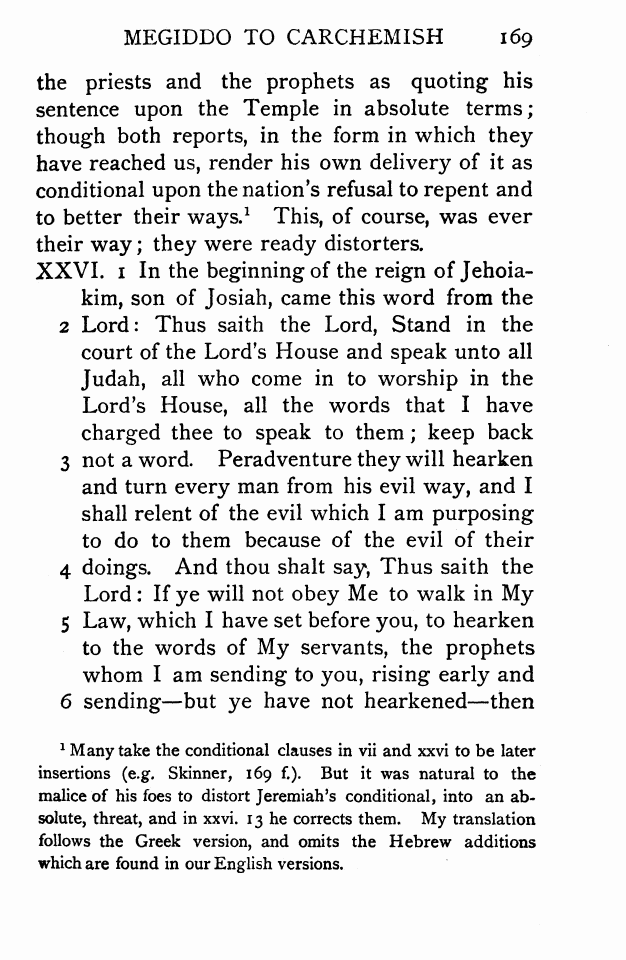 MEGIDDO TO CARCHEMISH 169
the priests and the prophets as quoting his
sentence upon the Temple in absolute terms;
though both reports, in the form in which they
have reached us, render his own delivery of it as
conditional upon the nation's refusal to repent and
to better their ways.¹ This, of course, was ever
their way; they were ready distorters.
XXVI. 1 In the beginning of the reign of Jehoia-
kim, son of Josiah, came this word from the
2 Lord: Thus saith the Lord, Stand in the
court of the Lord's House and speak unto all
Judah, all who come in to worship in the
Lord's House, all the words that I have
charged thee to speak to them; keep back
3 not a word. Peradventure they will hearken
and turn every man from his evil way, and I
shall relent of the evil which I am purposing
to do to them because of the evil of their
4 doings. And thou shalt say, Thus saith the
Lord: If ye will not obey Me to walk in My
5 Law, which I have set before you, to hearken
to the words of My servants, the prophets
whom I am sending to you, rising early and
6 sending—but ye have not hearkened—then
¹ Many take the conditional clauses in vii and xxvi to be later
insertions (e.g. Skinner, 169 f.). But it was natural to the
malice of his foes to distort Jeremiah's conditional, into an ab-
solute, threat, and in xxvi. 13 he corrects them. My translation
follows the Greek version, and omits the Hebrew additions
which are found in our English versions.